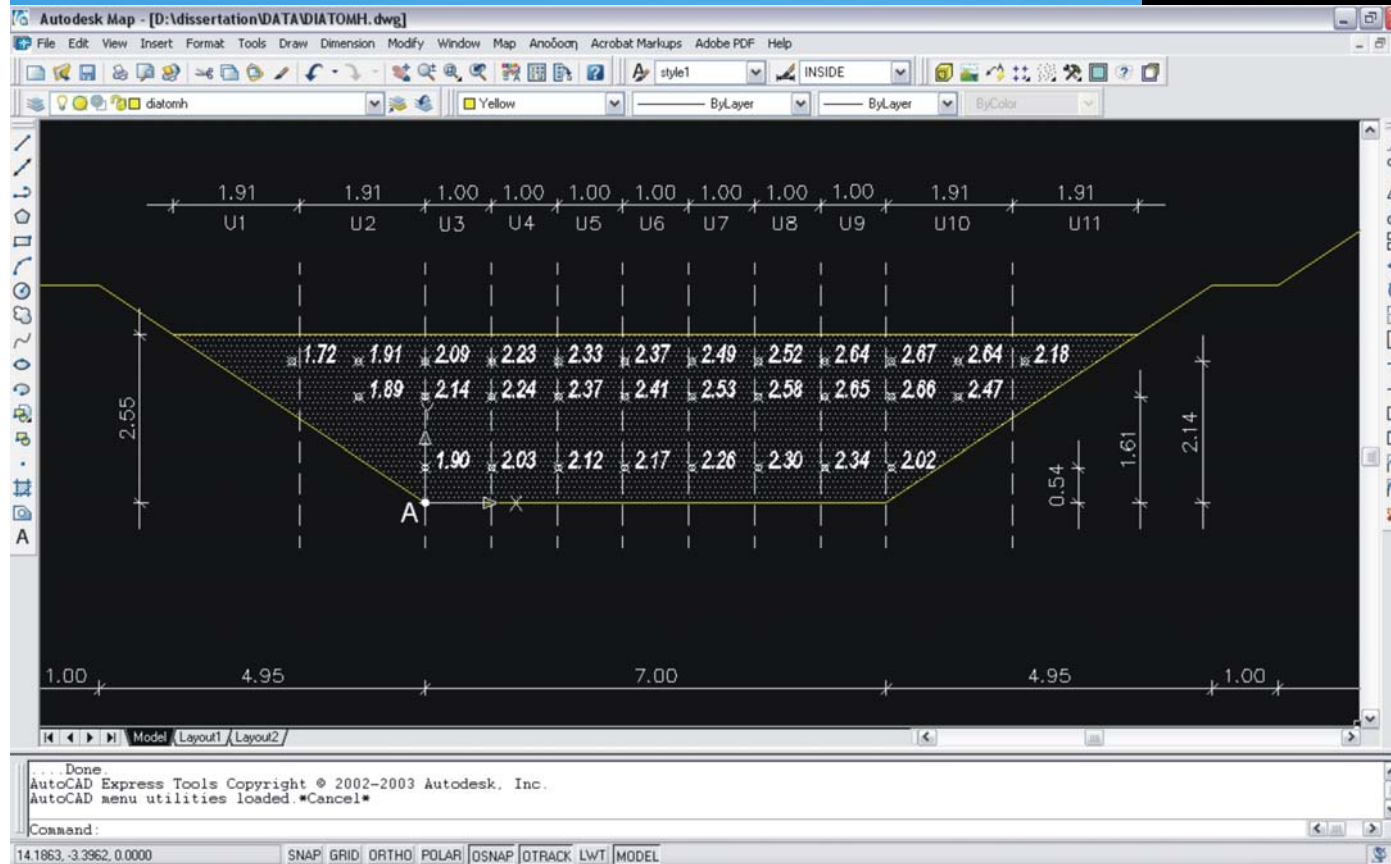 Autodesk Map - [D:\dissertation\DATA\DIATOMH.dwg]
File Edit View Insert Format Tools Draw Dimension Modify Window Map Απόδοση Acrobat Markups Adobe PDF Help
style1 INSIDE
diatomh Yellow ByLayer ByLayer ByColor
1.91 1.91 1.00 1.00 1.00 1.00 1.00 1.00 1.00 1.91 1.91
U1 U2 U3 U4 U5 U6 U7 U8 U9 U10 U11
1.72 1.91 2.09 2.23 2.33 2.37 2.49 2.52 2.64 2.67 2.64 2.18
1.89 2.14 2.24 2.37 2.41 2.53 2.58 2.65 2.66 2.47
2.55
Y
1.90 2.03 2.12 2.17 2.26 2.30 2.34 2.02
0.54
1.61
2.14
A X
1.00 4.95 7.00 4.95 1.00
Model Layout1 Layout2
....Done.
AutoCAD Express Tools Copyright © 2002-2003 Autodesk, Inc.
AutoCAD menu utilities loaded.*Cancel*
Command:
14.1863, -3.3962, 0.0000 SNAP GRID ORTHO POLAR OSNAP OTRACK LWT MODEL